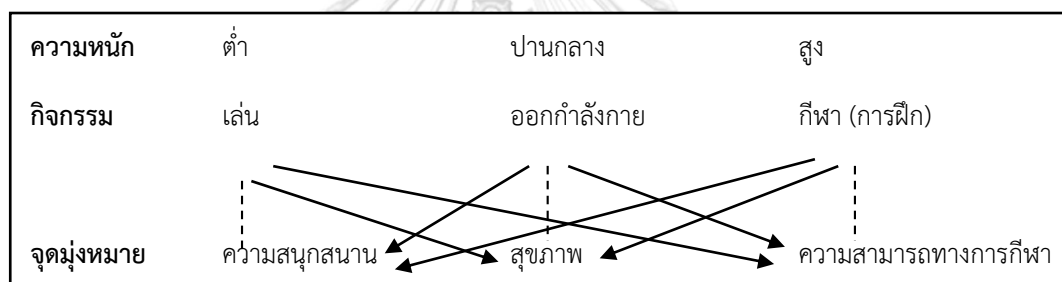 ความหนัก ต่ำ ปานกลาง สูง
กิจกรรม เล่น ออกกำลังกาย กีฬา (การฝึก)
จุดมุ่งหมาย ความสนุกสนาน สุขภาพ ความสามารถทางการกีฬา